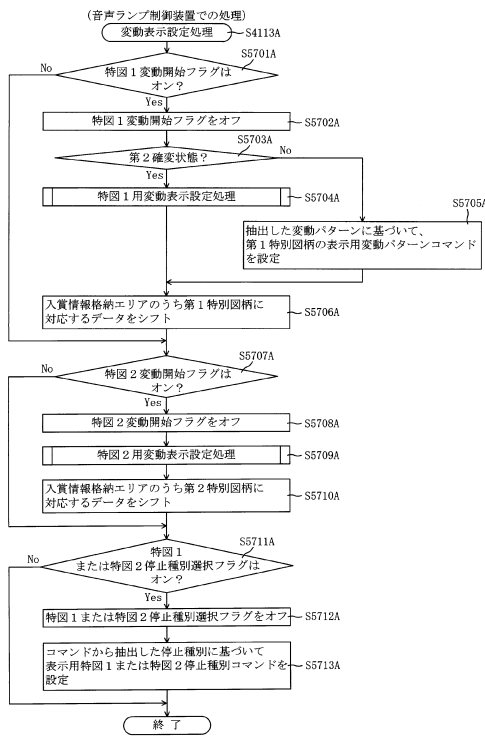 (音声ランプ制御装置での処理)
変動表示設定処理
S4113A
特図1変動開始フラグは
オン?
S5701A
No
Yes
特図1変動開始フラグをオフ
S5702A
第2確変状態?
S5703A
No
Yes
特図1用変動表示設定処理
S5704A
S5705A
抽出した変動パターンに基づいて、
第1特別図柄の表示用変動パターンコマンド
を設定
入賞情報格納エリアのうち第1特別図柄に
対応するデータをシフト
S5706A
特図2変動開始フラグは
オン?
S5707A
No
Yes
特図2変動開始フラグをオフ
S5708A
特図2用変動表示設定処理
S5709A
入賞情報格納エリアのうち第2特別図柄に
対応するデータをシフト
S5710A
特図1
または特図2停止種別選択フラグは
オン?
S5711A
No
Yes
特図1または特図2停止種別選択フラグをオフ
S5712A
コマンドから抽出した停止種別に基づいて
表示用特図1または特図2停止種別コマンドを
設定
S5713A
終了